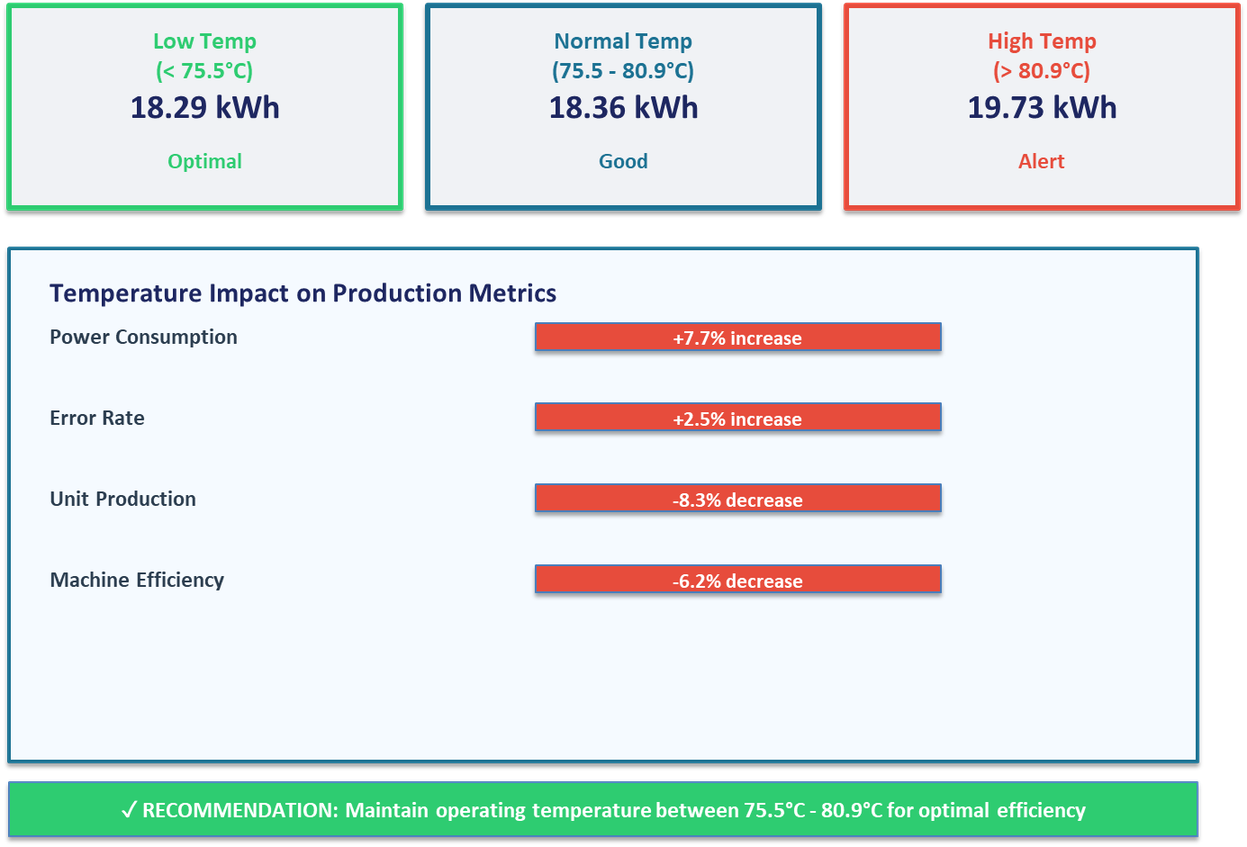 Low Temp
(< 75.5°C)
18.29 kWh
Optimal
Normal Temp
(75.5 - 80.9°C)
18.36 kWh
Good
High Temp
(> 80.9°C)
19.73 kWh
Alert
Temperature Impact on Production Metrics
Power Consumption
+7.7% increase
Error Rate
+2.5% increase
Unit Production
-8.3% decrease
Machine Efficiency
-6.2% decrease
✓ RECOMMENDATION: Maintain operating temperature between 75.5°C - 80.9°C for optimal efficiency